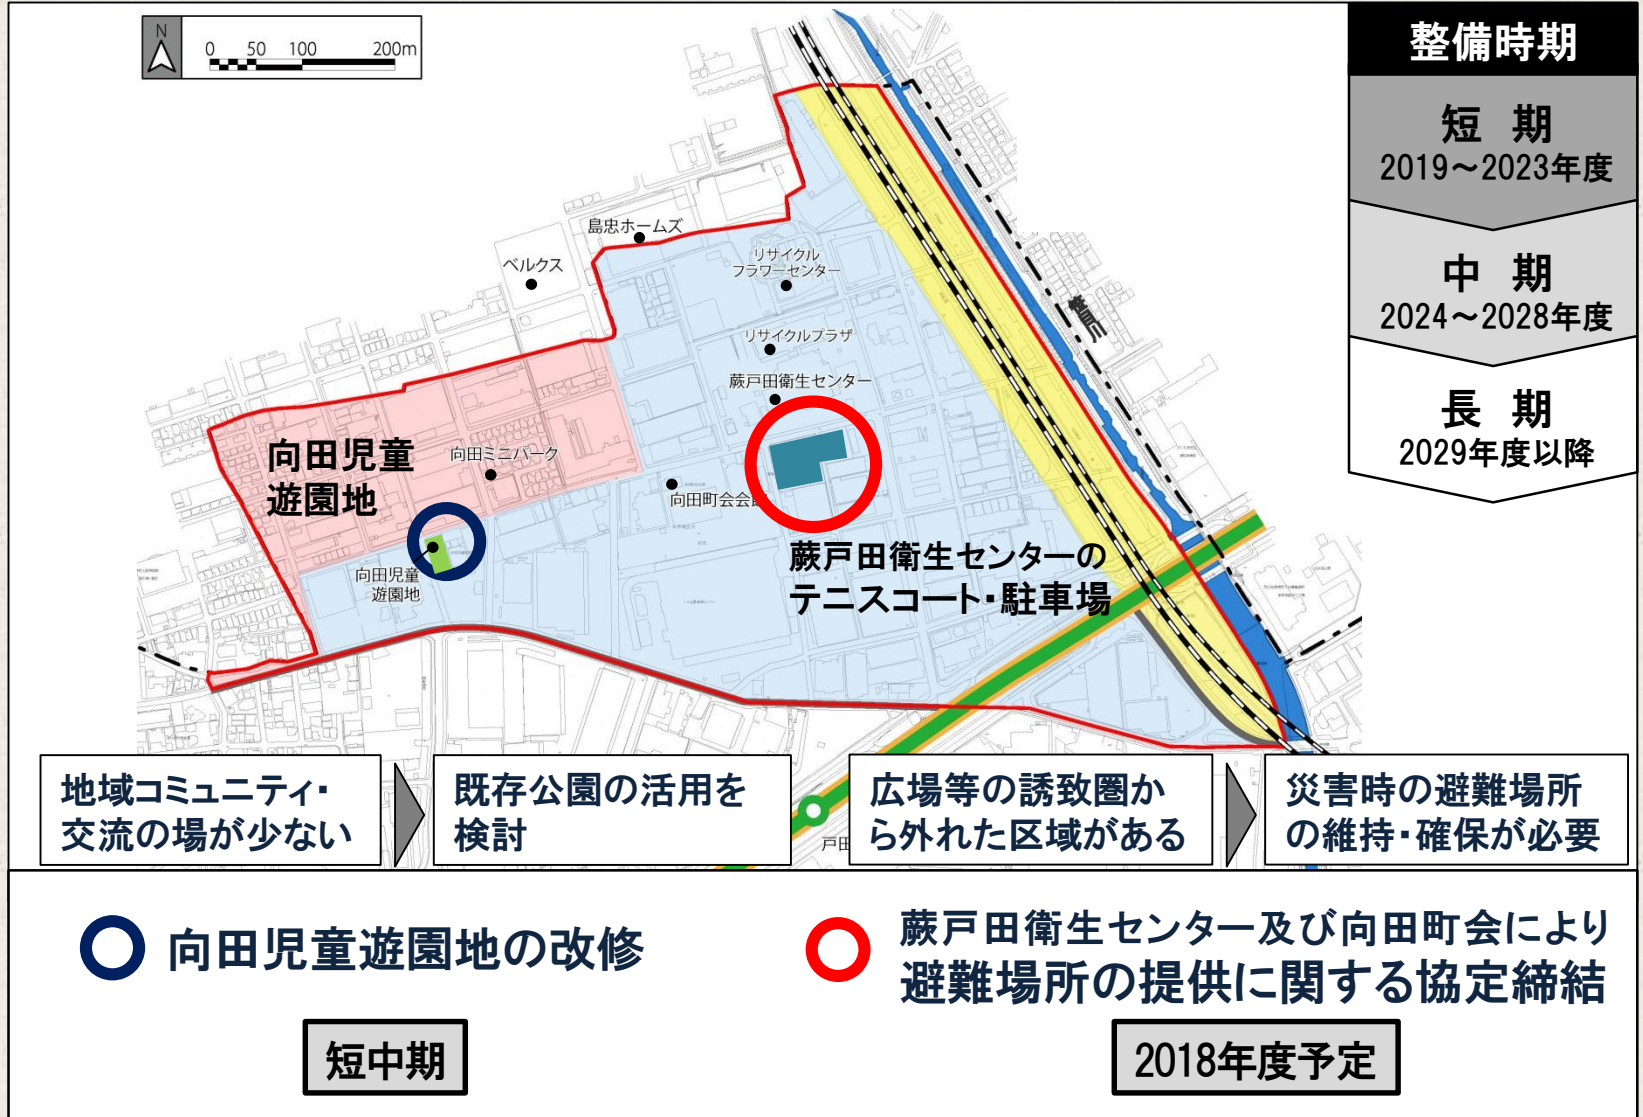 N
0 50 100 200m
整備時期
短 期
2019～2023年度
中 期
2024～2028年度
長 期
2029年度以降
島忠ホームズ
ベルクス
リサイクル
フラワーセンター
リサイクルプラザ
蕨戸田衛生センター
笹目川
向田児童
遊園地
向田ミニパーク
向田町会会館
向田児童
遊園地
蕨戸田衛生センターの
テニスコート・駐車場
地域コミュニティ・
交流の場が少ない
既存公園の活用を
検討
広場等の誘致圏か
ら外れた区域がある
災害時の避難場所
の維持・確保が必要
戸田
向田児童遊園地の改修
短中期
蕨戸田衛生センター及び向田町会により
避難場所の提供に関する協定締結
2018年度予定